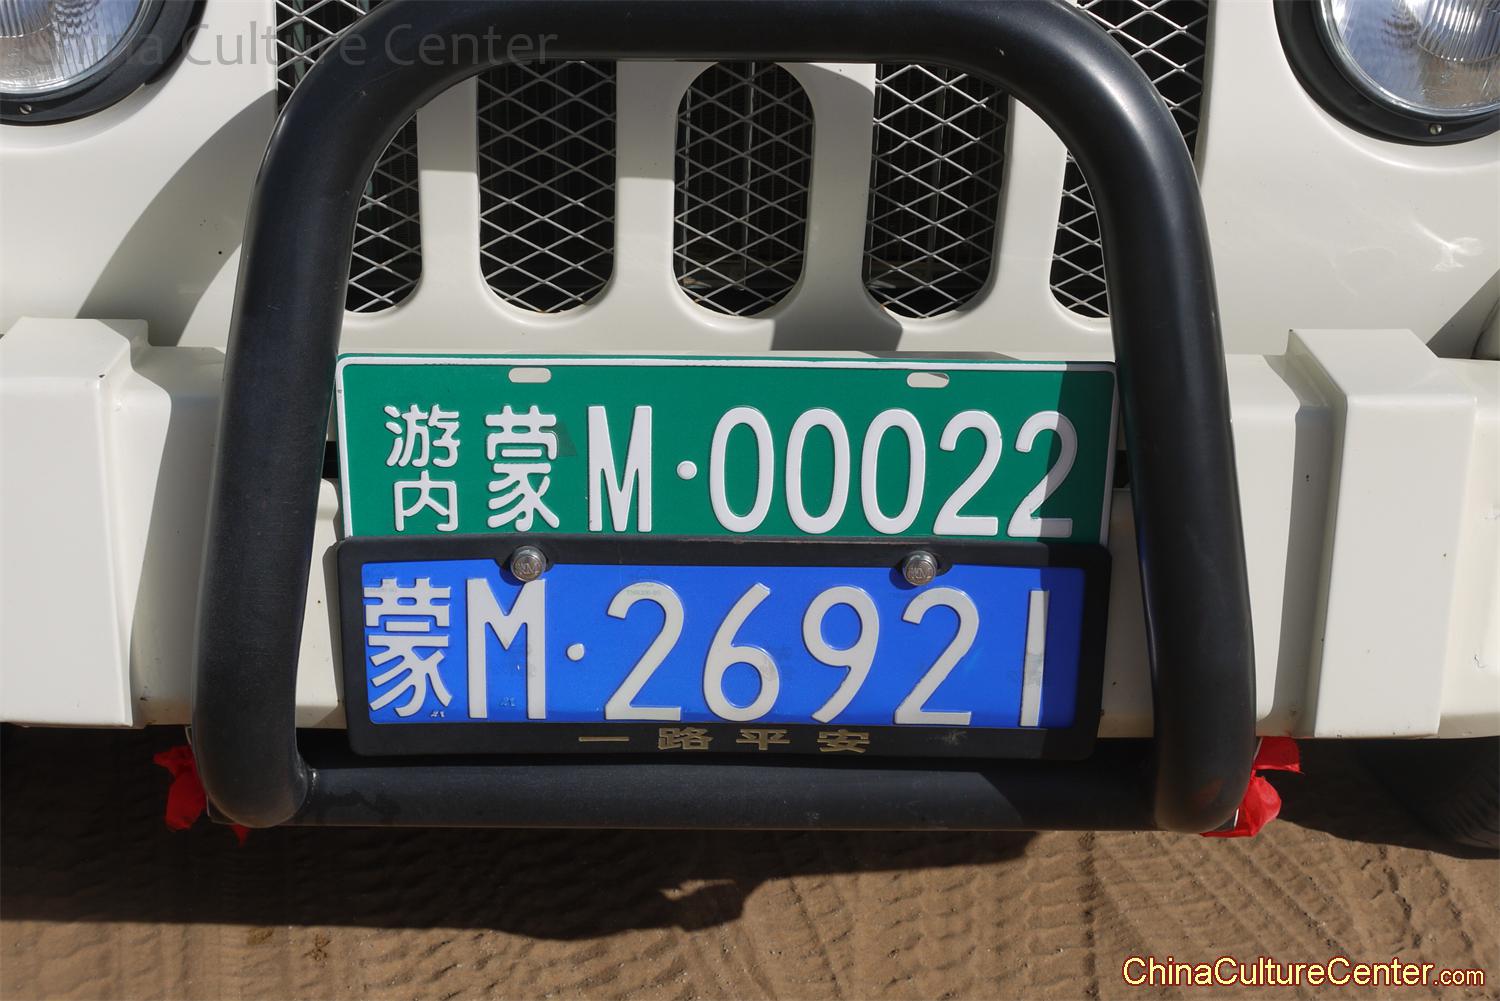 China Culture Center
游 蒙M·00022
内
蒙M·26921
一路平安
ChinaCultureCenter.com